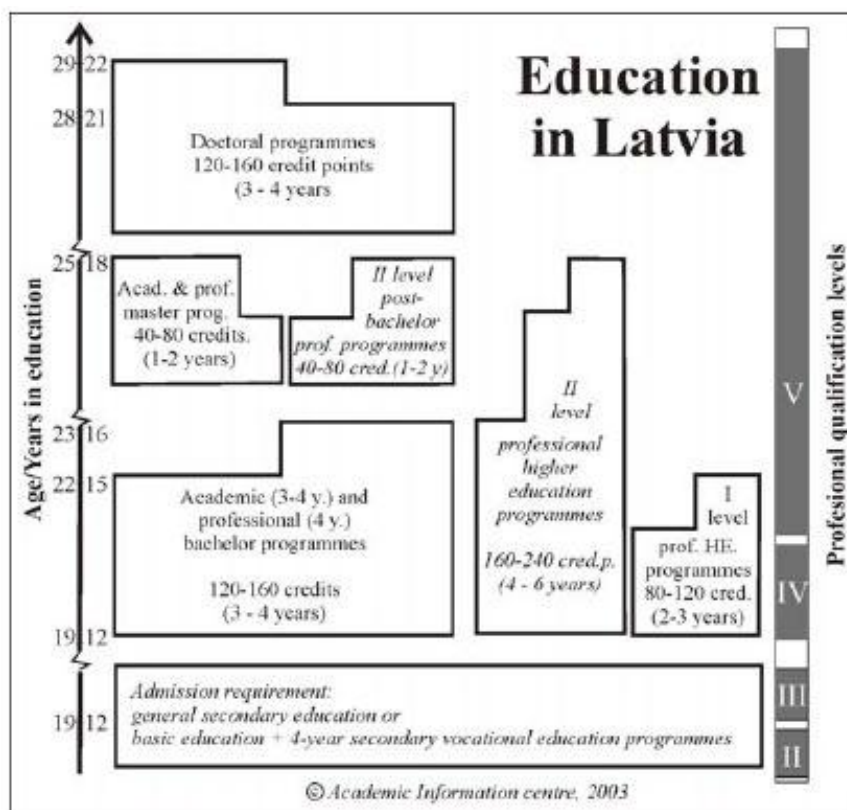 Education
in Latvia
29 22
28 21
Doctoral programmes
120-160 credit points
(3 - 4 years
25 18
Acad. & prof.
master prog.
40-80 credits.
(1-2 years)
II level
post-
bachelor
prof. programmes
40-80 cred.(1-2 y)
23 16
22 15
Academic (3-4 y.) and
professional (4 y.)
bachelor programmes
120-160 credits
(3 - 4 years)
II
level
professional
higher
education
programmes
160-240 cred.p.
(4 - 6 years)
I
level
prof. HE.
programmes
80-120 cred.
(2-3 years)
19 12
Admission requirement:
general secondary education or
19 12
basic education + 4-year secondary vocational education programmes
© Academic Information centre, 2003
Age/Years in education
V
IV
III
II
Profesional qualification levels